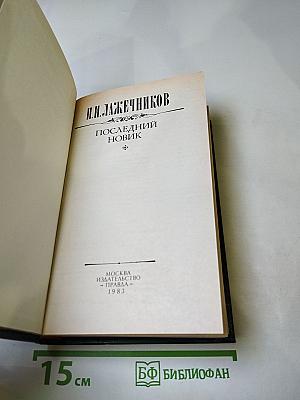 И.И.ЛАЖЕЧНИКОВ
ПОСЛЕДНИЙ
НОВИК
МОСКВА
ИЗДАТЕЛЬСТВО
«ПРАВДА»
1983
15 см
БФ БИБЛИОФАН